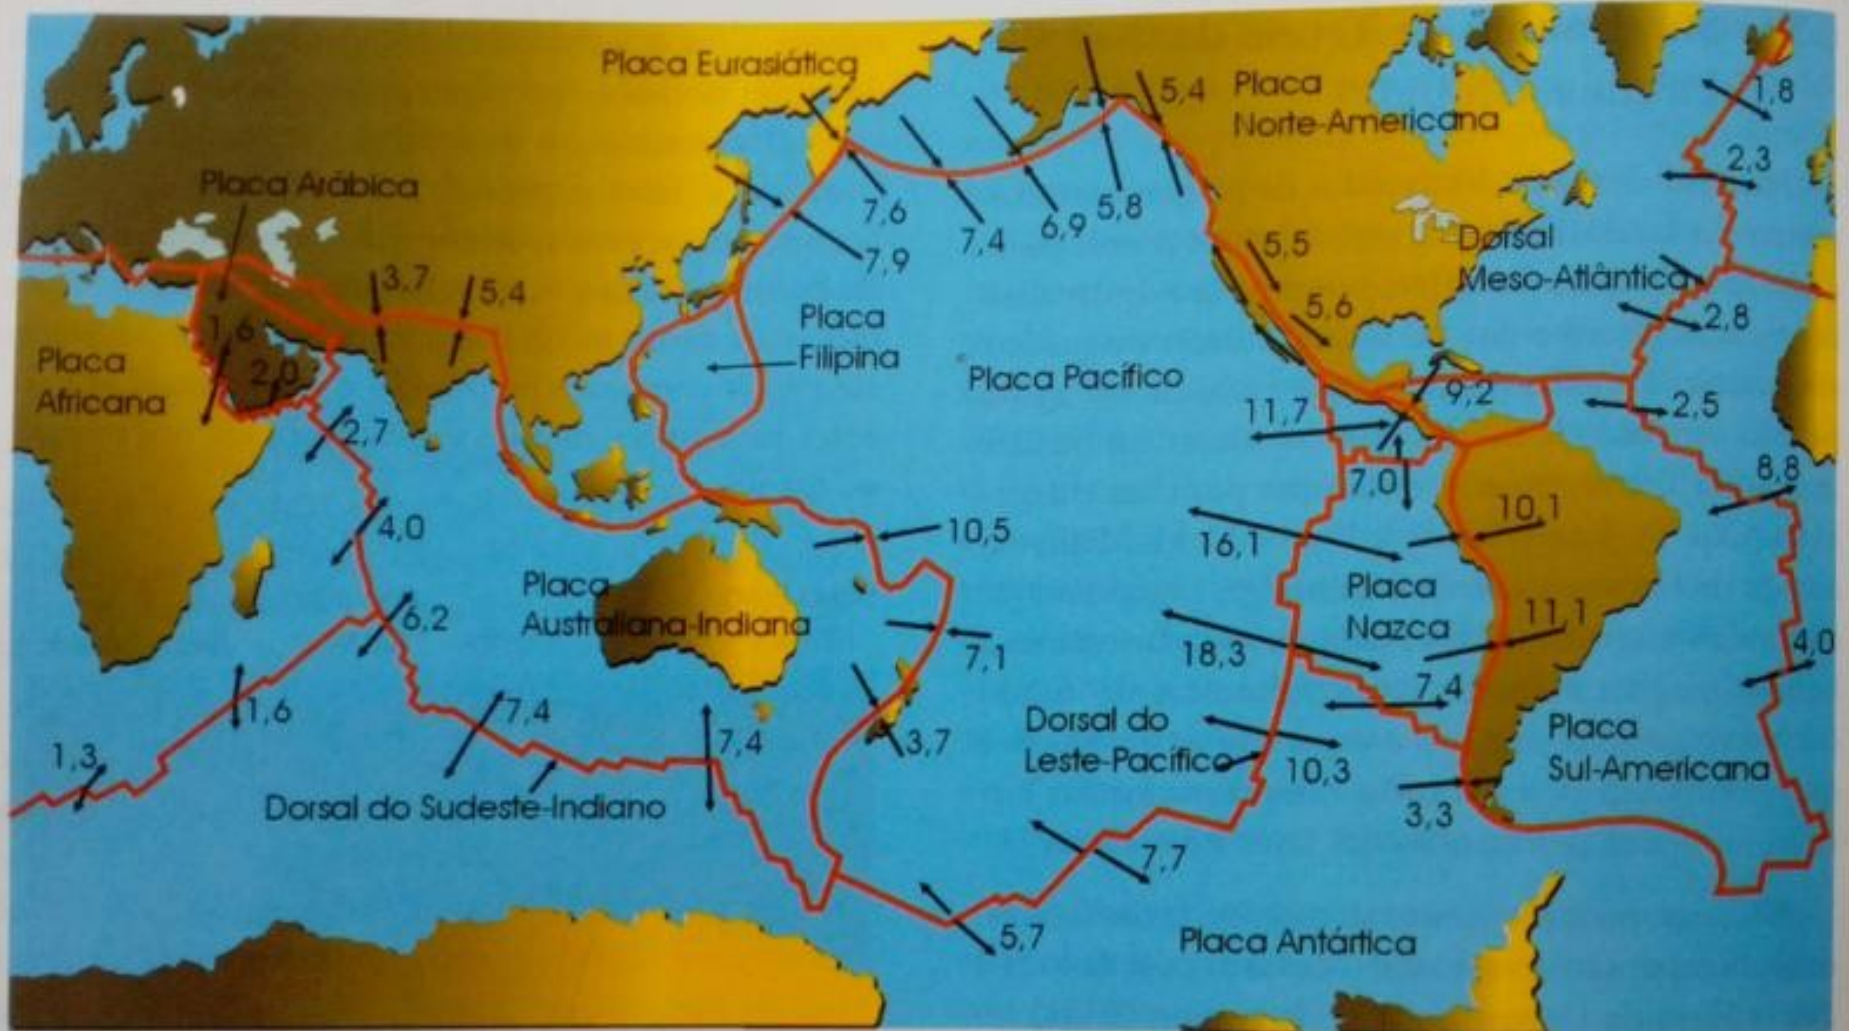 Placa Eurasiática
5,4
Placa
Norte-Americana
1,8
2,3
Placa Arábica
7,6
7,4
6,9
5,8
7,9
5,5
Dorsal
Meso-Atlântica
3,7
5,4
5,6
2,8
1,6
Placa
Filipina
Placa
Africana
2,0
Placa Pacífico
9,2
11,7
2,5
2,7
7,0
8,8
4,0
10,5
16,1
10,1
Placa
Australiana-Indiana
Placa
Nazca
6,2
11,1
7,1
18,3
4,0
1,6
7,4
7,4
3,7
7,4
Dorsal do
Leste-Pacífico
Placa
Sul-Americana
1,3
10,3
Dorsal do Sudeste-Indiano
3,3
7,7
5,7
Placa Antártica